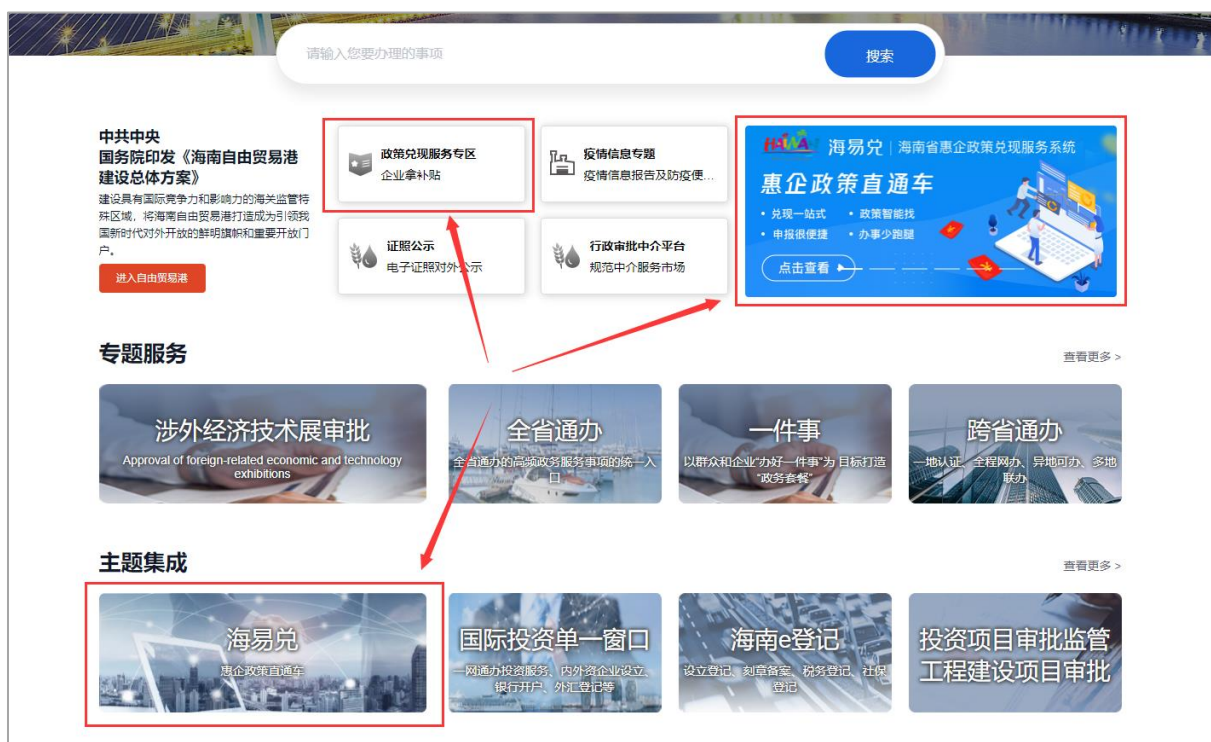 请输入您要办理的事项
搜索
中共中央
国务院印发《海南自由贸易港
建设总体方案》
建设具有国际竞争力和影响力的海关监管特
殊区域，将海南自由贸易港打造成为引领我
国新时代对外开放的鲜明旗帜和重要开放门
户。
进入自由贸易港
政策兑现服务专区
企业拿补贴
疫情信息专题
疫情信息报告及防疫便...
证照公示
电子证照对外公示
行政审批中介平台
规范中介服务市场
HAINAN 海易兑 | 海南省惠企政策兑现服务系统
惠企政策直通车
• 兑现一站式 • 政策智能找
• 申报很便捷 • 办事少跑腿
点击查看
专题服务
查看更多 >
涉外经济技术展审批
Approval of foreign-related economic and technology
exhibitions
全省通办
全省通办的高频政务服务事项的统一入
口
一件事
以群众和企业“办好一件事”为目标打造
“政务套餐”
跨省通办
一地认证、全程网办、异地可办、多地
联办
主题集成
查看更多 >
海易兑
惠企政策直通车
国际投资单一窗口
一网通办投资服务、内外资企业设立、
银行开户、外汇登记等
海南e登记
设立登记、刻章备案、税务登记、社保
登记
投资项目审批监管
工程建设项目审批